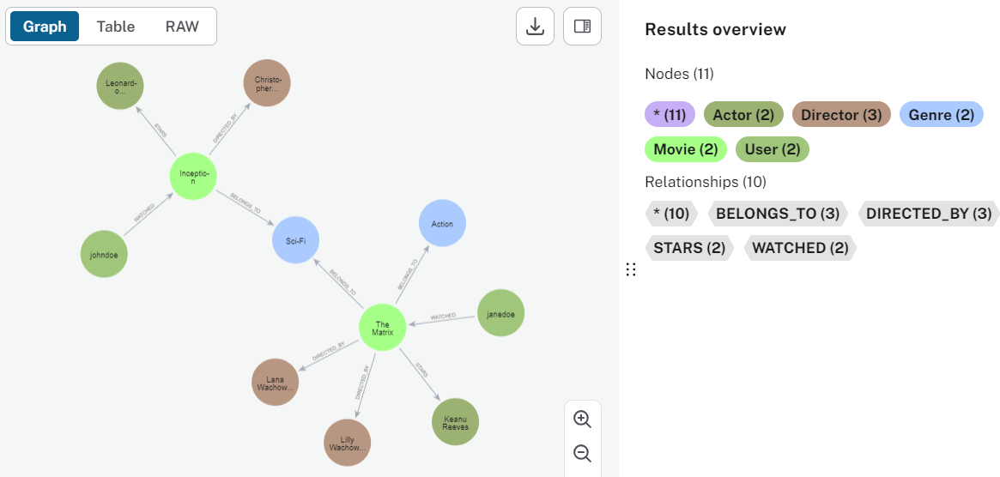 Graph
Table
RAW
Leonard-
o...
Christo-
pher...
STARS
DIRECTED_BY
Inceptio-
n
WATCHED
BELONGS_TO
johndoe
Sci-Fi
Action
BELONGS_TO
BELONGS_TO
The
Matrix
WATCHED
janedoe
DIRECTED_BY
DIRECTED_BY
STARS
Lana
Wachow...
Lilly
Wachow...
Keanu
Reeves
Results overview
Nodes (11)
* (11)
Actor (2)
Director (3)
Genre (2)
Movie (2)
User (2)
Relationships (10)
* (10)
BELONGS_TO (3)
DIRECTED_BY (3)
STARS (2)
WATCHED (2)